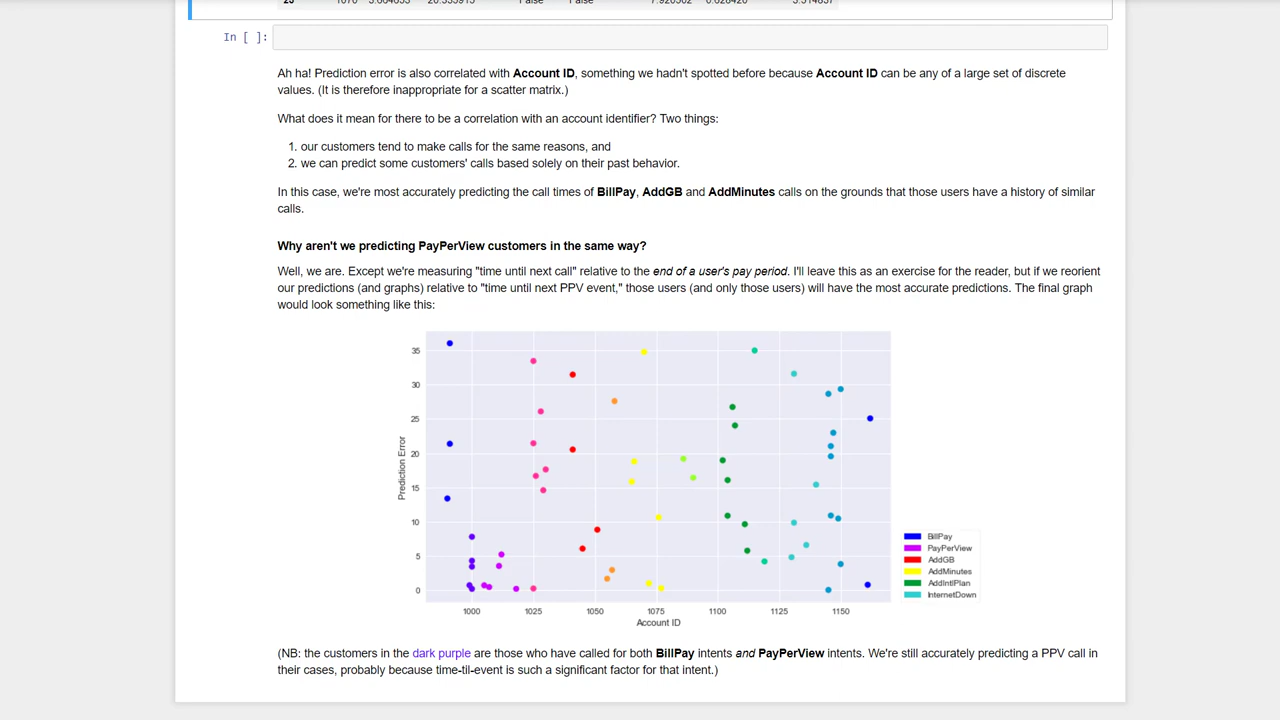 In [ ]:
Ah ha! Prediction error is also correlated with Account ID, something we hadn't spotted before because Account ID can be any of a large set of discrete
values. (It is therefore inappropriate for a scatter matrix.)
What does it mean for there to be a correlation with an account identifier? Two things:
1. our customers tend to make calls for the same reasons, and
2. we can predict some customers' calls based solely on their past behavior.
In this case, we're most accurately predicting the call times of BillPay, AddGB and AddMinutes calls on the grounds that those users have a history of similar
calls.
Why aren't we predicting PayPerView customers in the same way?
Well, we are. Except we're measuring "time until next call" relative to the end of a user's pay period. I'll leave this as an exercise for the reader, but if we reorient
our predictions (and graphs) relative to "time until next PPV event," those users (and only those users) will have the most accurate predictions. The final graph
would look something like this:
35
30
25
20
15
10
5
0
Prediction Error
1000 1025 1050 1075 1100 1125 1150
Account ID
BillPay
PayPerView
AddGB
AddMinutes
AddIntlPlan
InternetDown
(NB: the customers in the dark purple are those who have called for both BillPay intents and PayPerView intents. We're still accurately predicting a PPV call in
their cases, probably because time-til-event is such a significant factor for that intent.)